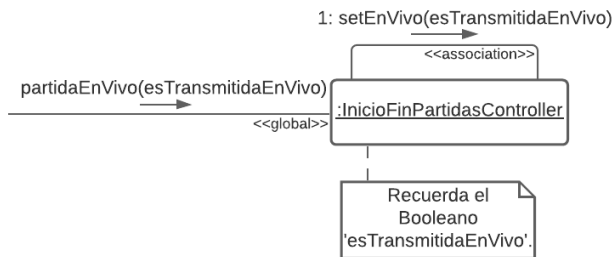 1: setEnVivo(esTransmitidaEnVivo)
<<association>>
partidaEnVivo(esTransmitidaEnVivo)
<<global>>
:InicioFinPartidasController
Recuerda el
Booleano
'esTransmitidaEnVivo'.